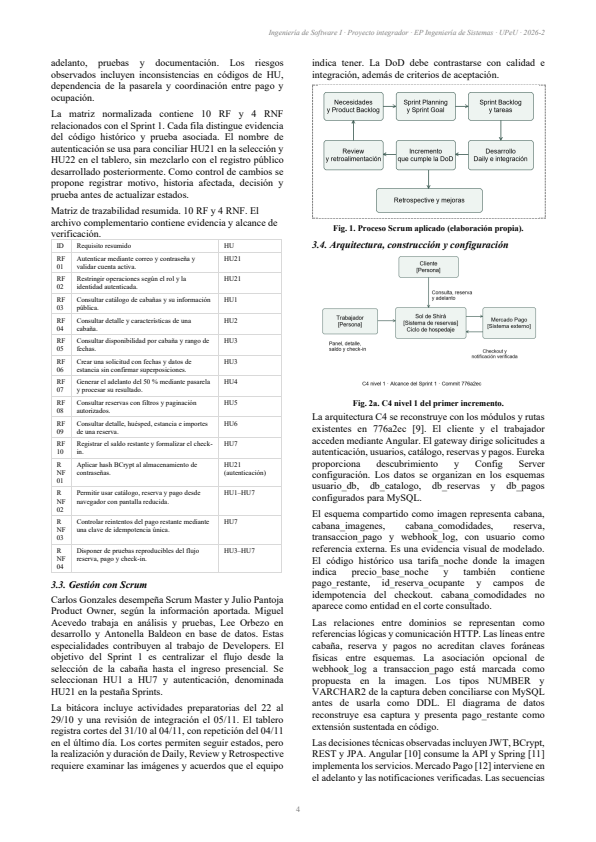 Ingeniería de Software I · Proyecto integrador · EP Ingeniería de Sistemas · UPeU · 2026-2
adelanto, pruebas y documentación. Los riesgos
observados incluyen inconsistencias en códigos de HU,
dependencia de la pasarela y coordinación entre pago y
ocupación.
La matriz normalizada contiene 10 RF y 4 RNF
relacionados con el Sprint 1. Cada fila distingue evidencia
del código histórico y prueba asociada. El nombre de
autenticación se usa para conciliar HU21 en la selección y
HU22 en el tablero, sin mezclarlo con el registro público
desarrollado posteriormente. Como control de cambios se
propone registrar motivo, historia afectada, decisión y
prueba antes de actualizar estados.
Matriz de trazabilidad resumida. 10 RF y 4 RNF. El
archivo complementario contiene evidencia y alcance de
verificación.
ID Requisito resumido HU
RF 01 Autenticar mediante correo y contraseña y validar cuenta activa. HU21
RF 02 Restringir operaciones según el rol y la identidad autenticada. HU21
RF 03 Consultar catálogo de cabañas y su información pública. HU1
RF 04 Consultar detalle y características de una cabaña. HU2
RF 05 Consultar disponibilidad por cabaña y rango de fechas. HU3
RF 06 Crear una solicitud con fechas y datos de estancia sin confirmar superposiciones. HU3
RF 07 Generar el adelanto del 50 % mediante pasarela y procesar su resultado. HU4
RF 08 Consultar reservas con filtros y paginación autorizados. HU5
RF 09 Consultar detalle, huésped, estancia e importes de una reserva. HU6
RF 10 Registrar el saldo restante y formalizar el check-in. HU7
R NF 01 Aplicar hash BCrypt al almacenamiento de contraseñas. HU21 (autenticación)
R NF 02 Permitir usar catálogo, reserva y pago desde navegador con pantalla reducida. HU1–HU7
R NF 03 Controlar reintentos del pago restante mediante una clave de idempotencia única. HU7
R NF 04 Disponer de pruebas reproducibles del flujo reserva, pago y check-in. HU3–HU7
3.3. Gestión con Scrum
Carlos Gonzales desempeña Scrum Master y Julio Pantoja
Product Owner, según la información aportada. Miguel
Acevedo trabaja en análisis y pruebas, Lee Orbezo en
desarrollo y Antonella Baldeon en base de datos. Estas
especialidades contribuyen al trabajo de Developers. El
objetivo del Sprint 1 es centralizar el flujo desde la
selección de la cabaña hasta el ingreso presencial. Se
seleccionan HU1 a HU7 y autenticación, denominada
HU21 en la pestaña Sprints.
La bitácora incluye actividades preparatorias del 22 al
29/10 y una revisión de integración el 05/11. El tablero
registra cortes del 31/10 al 04/11, con repetición del 04/11
en el último día. Los cortes permiten seguir estados, pero
la realización y duración de Daily, Review y Retrospective
requiere examinar las imágenes y acuerdos que el equipo
indica tener. La DoD debe contrastarse con calidad e
integración, además de criterios de aceptación.
Necesidades y Product Backlog
Sprint Planning y Sprint Goal
Sprint Backlog y tareas
Review y retroalimentación
Incremento que cumple la DoD
Desarrollo Daily e integración
Retrospective y mejoras
Fig. 1. Proceso Scrum aplicado (elaboración propia).
3.4. Arquitectura, construcción y configuración
Cliente
[Persona]
Consulta, reserva
y adelanto
Trabajador
[Persona]
Sol de Shirá
[Sistema de reservas]
Ciclo de hospedaje
Mercado Pago
[Sistema externo]
Panel, detalle,
saldo y check-in
Checkout y
notificación verificada
C4 nivel 1 · Alcance del Sprint 1 · Commit 776a2ec
Fig. 2a. C4 nivel 1 del primer incremento.
La arquitectura C4 se reconstruye con los módulos y rutas
existentes en 776a2ec [9]. El cliente y el trabajador
acceden mediante Angular. El gateway dirige solicitudes a
autenticación, usuarios, catálogo, reservas y pagos. Eureka
proporciona descubrimiento y Config Server
configuración. Los datos se organizan en los esquemas
usuario_db, db_catalogo, db_reservas y db_pagos
configurados para MySQL.
El esquema compartido como imagen representa cabana,
cabana_imagenes, cabana_comodidades, reserva,
transaccion_pago y webhook_log, con usuario como
referencia externa. Es una evidencia visual de modelado.
El código histórico usa tarifa_noche donde la imagen
indica precio_base_noche y también contiene
pago_restante, id_reserva_ocupante y campos de
idempotencia del checkout. cabana_comodidades no
aparece como entidad en el corte consultado.
Las relaciones entre dominios se representan como
referencias lógicas y comunicación HTTP. Las líneas entre
cabaña, reserva y pagos no acreditan claves foráneas
físicas entre esquemas. La asociación opcional de
webhook_log a transaccion_pago está marcada como
propuesta en la imagen. Los tipos NUMBER y
VARCHAR2 de la captura deben conciliarse con MySQL
antes de usarla como DDL. El diagrama de datos
reconstruye esa captura y presenta pago_restante como
extensión sustentada en código.
Las decisiones técnicas observadas incluyen JWT, BCrypt,
REST y JPA. Angular [10] consume la API y Spring [11]
implementa los servicios. Mercado Pago [12] interviene en
el adelanto y las notificaciones verificadas. Las secuencias
4